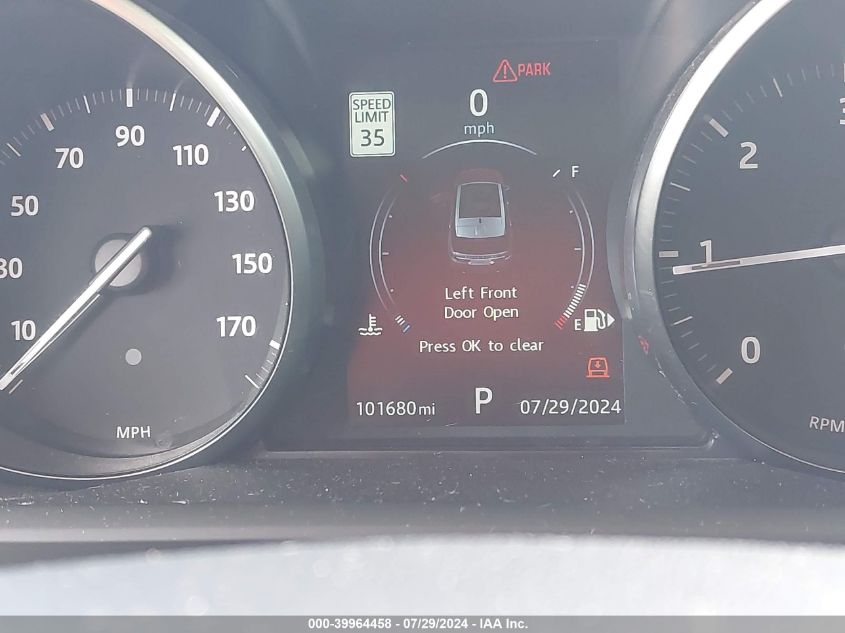 PARK
SPEED
LIMIT
35
0
mph
F
Left Front
Door Open
E
Press OK to clear
101680mi
P
07/29/2024
10
30
50
70
90
110
130
150
170
MPH
0
1
2
3
RPM
000-39964458 - 07/29/2024 - IAA Inc.